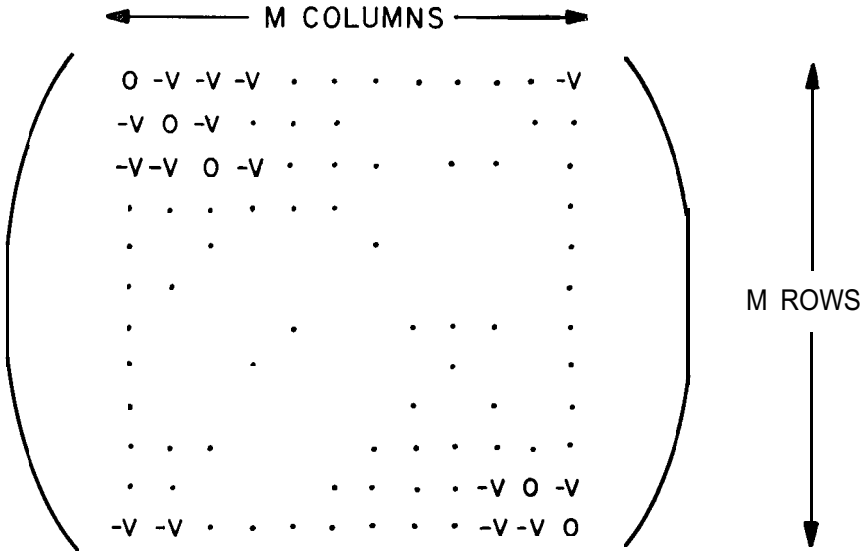 M COLUMNS
O -V -V -V . . . . . . . -V
-V O -V . . . . .
-V -V O -V . . . . . .
. . . . . . .
. . . .
. . .
. . . . . .
. . . .
. . . .
. . . . . . . . .
. . . . . . -V O -V
-V -V . . . . . . . -V -V O
M ROWS